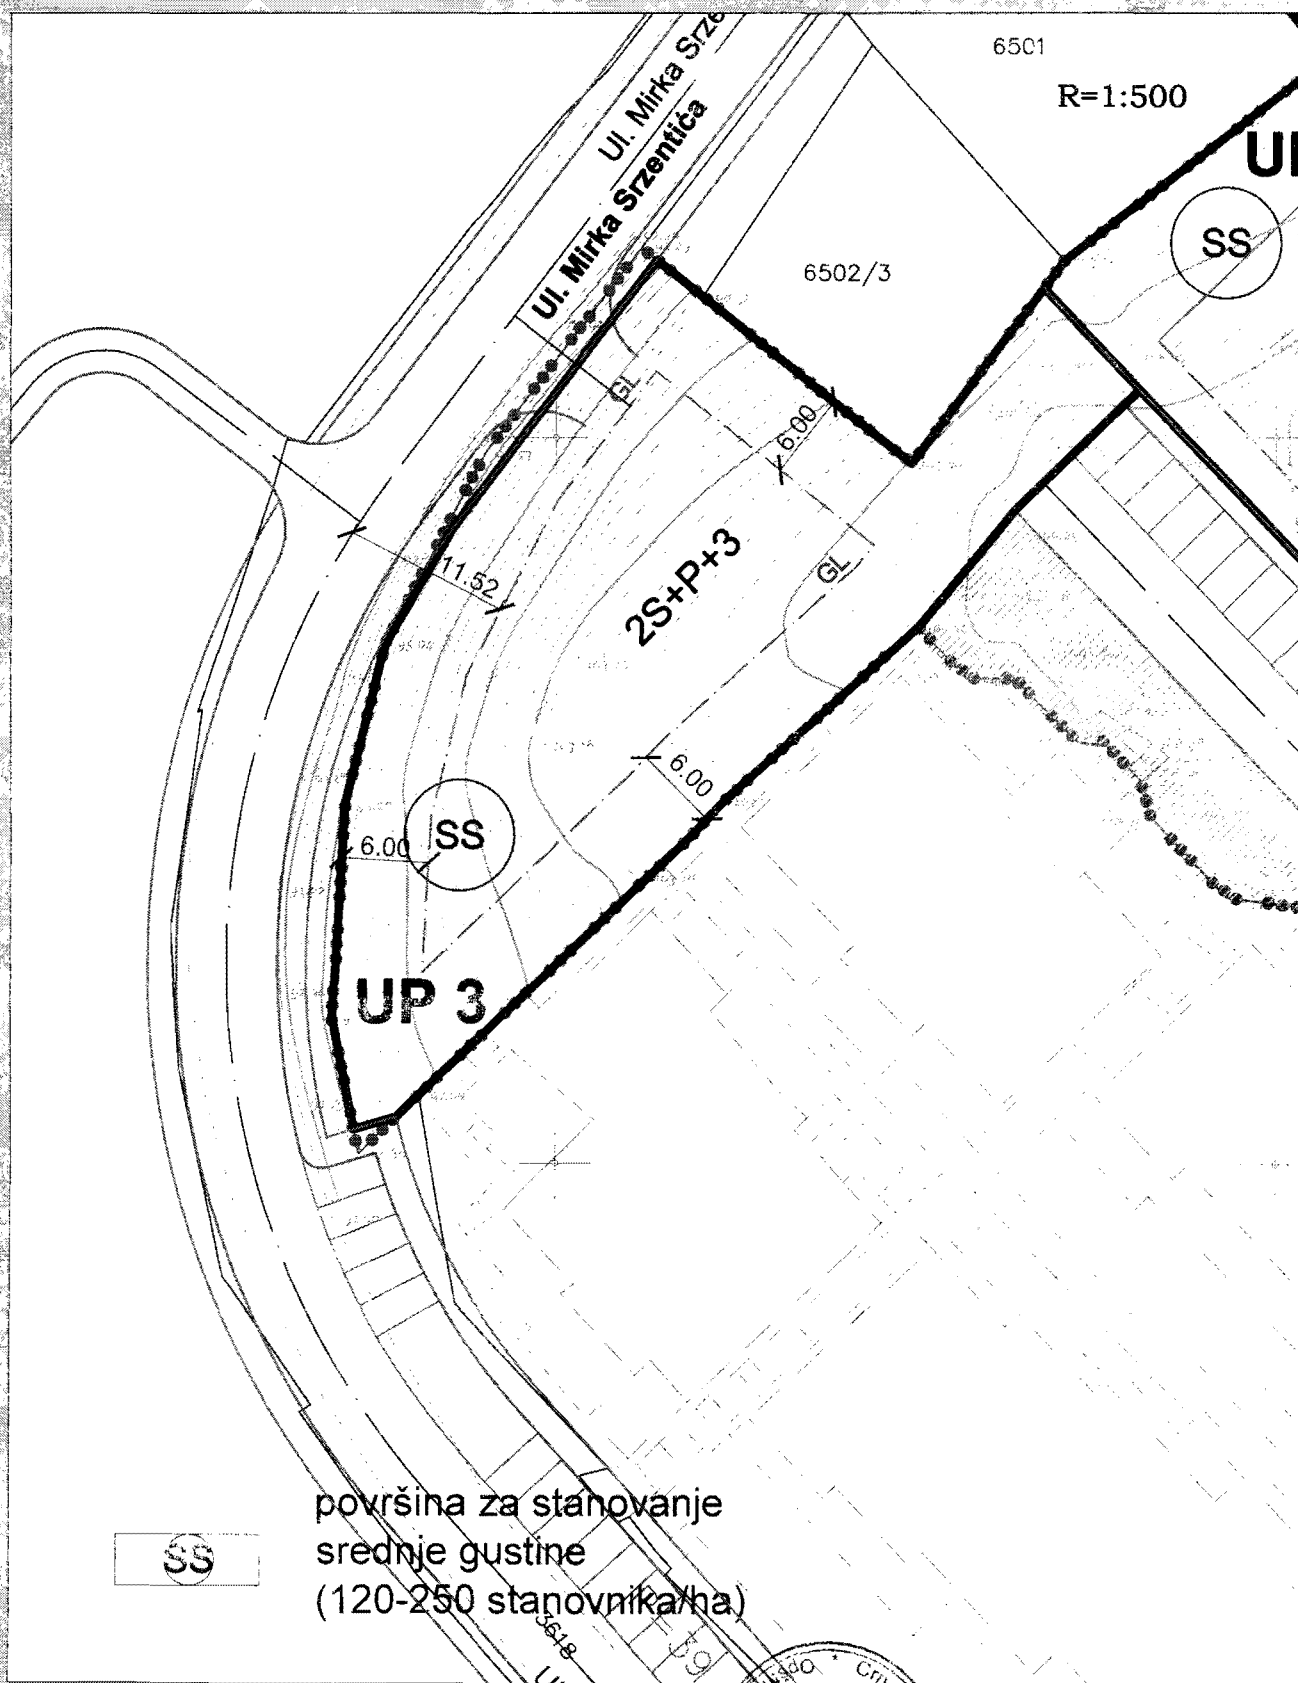 6501
R=1:500
Ul. Mirka Srze
Ul. Mirka Srzentića
SS
6502/3
GL
6.00
11.52
2S+P+3
GL
6.00
6.00
SS
UP 3
površina za stanovanje
SS
srednje gustine
(120-250 stanovnika/ha)
3618